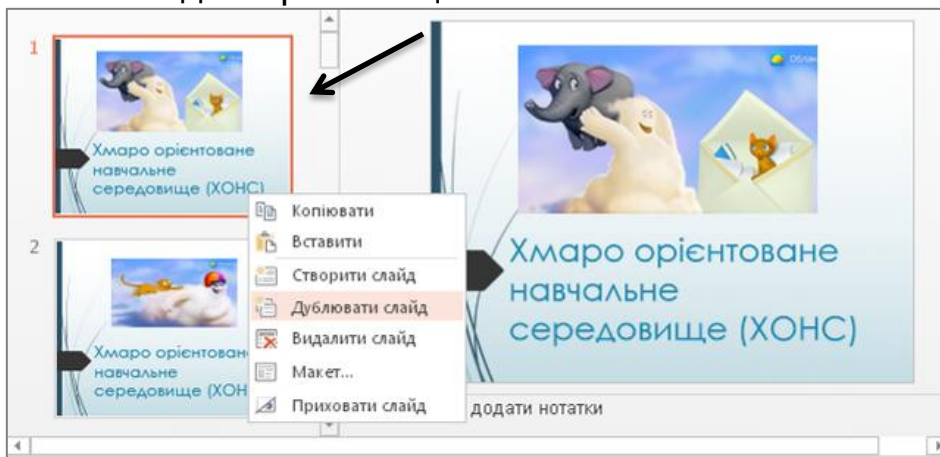 1
Хмаро орієнтоване
навчальне
середовище (ХОНС)
2
Хмаро орієнтован
навчальне
середовище (ХОН
Копіювати
Вставити
Створити слайд
Дублювати слайд
Видалити слайд
Макет...
Приховати слайд
Хмаро орієнтоване
навчальне
середовище (ХОНС)
додати нотатки